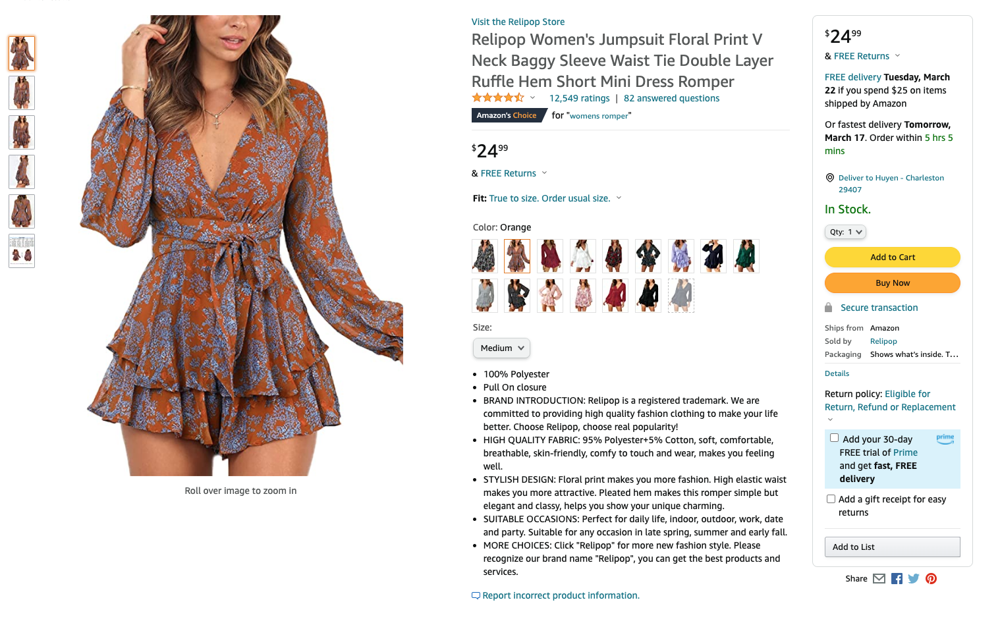 Visit the Relipop Store
Relipop Women's Jumpsuit Floral Print V
Neck Baggy Sleeve Waist Tie Double Layer
Ruffle Hem Short Mini Dress Romper
12,549 ratings | 82 answered questions
Amazon's Choice for "womens romper"
$24 99
& FREE Returns
Fit: True to size. Order usual size.
Color: Orange
Size:
Medium
100% Polyester
Pull On closure
BRAND INTRODUCTION: Relipop is a registered trademark. We are
committed to providing high quality fashion clothing to make your life
better. Choose Relipop, choose real popularity!
HIGH QUALITY FABRIC: 95% Polyester+5% Cotton, soft, comfortable,
breathable, skin-friendly, comfy to touch and wear, makes you feeling
well.
STYLISH DESIGN: Floral print makes you more fashion. High elastic waist
makes you more attractive. Pleated hem makes this romper simple but
elegant and classy, helps you show your unique charming.
SUITABLE OCCASIONS: Perfect for daily life, indoor, outdoor, work, date
and party. Suitable for any occasion in late spring, summer and early fall.
MORE CHOICES: Click "Relipop" for more new fashion style. Please
recognize our brand name "Relipop", you can get the best products and
services.
Report incorrect product information.
Roll over image to zoom in
$24 99
& FREE Returns
FREE delivery Tuesday, March
22 if you spend $25 on items
shipped by Amazon
Or fastest delivery Tomorrow,
March 17. Order within 5 hrs 5
mins
Deliver to Huyen - Charleston
29407
In Stock.
Qty: 1
Add to Cart
Buy Now
Secure transaction
Ships from Amazon
Sold by Relipop
Packaging Shows what's inside. T...
Details
Return policy: Eligible for
Return, Refund or Replacement
Add your 30-day
FREE trial of Prime
and get fast, FREE
delivery
prime
Add a gift receipt for easy
returns
Add to List
Share